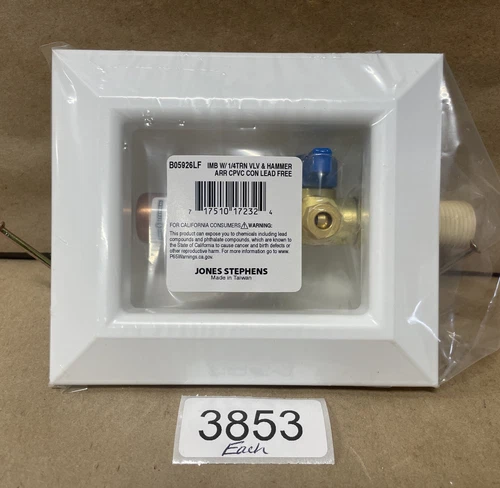 B05926LF IMB W/ 1/4TRN VLV & HAMMER
ARR CPVC CON LEAD FREE
7 17510 17232 4
FOR CALIFORNIA CONSUMERS ⚠WARNING:
This product can expose you to chemicals including lead
compounds and phthalate compounds, which are known to
the State of California to cause cancer and birth defects or
other reproductive harm. For more information go to www.
P65Warnings.ca.gov.
JONES STEPHENS
Made in Taiwan
3853
Each